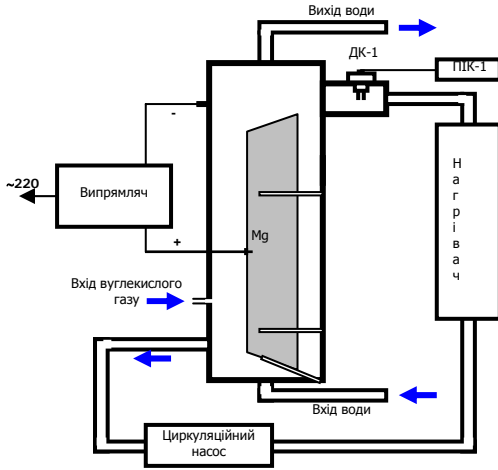 Вихід води
ДК-1
ПІК-1
-
~220
Випрямляч
+
Mg
Н
а
г
р
і
в
а
ч
Вхід вуглекислого
газу
Вхід води
Циркуляційний
насос